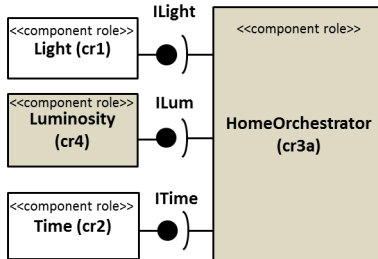 ILight
<<component role>>
Light (cr1)
<<component role>>
<<component role>>
Luminosity
(cr4)
ILum
HomeOrchestrator
(cr3a)
ITime
<<component role>>
Time (cr2)